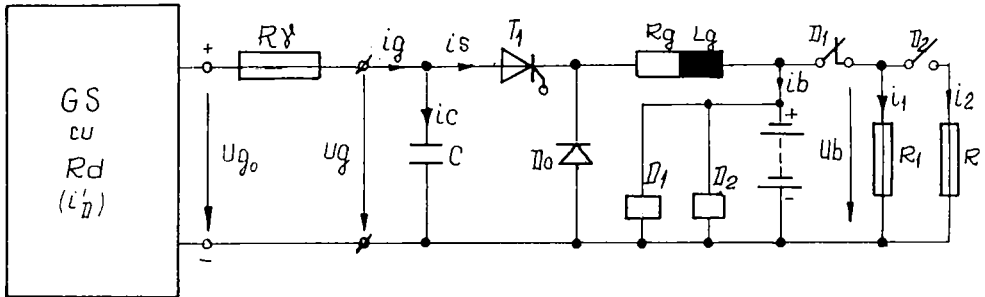 GS
cu
Rd
(i'D)
+
Ug₀
−
Rγ
ig
is
T1
ug
ic
C
D0
Rg
Lg
D1
D2
ib
+
−
D1
D2
Ub
i1
R1
i2
R